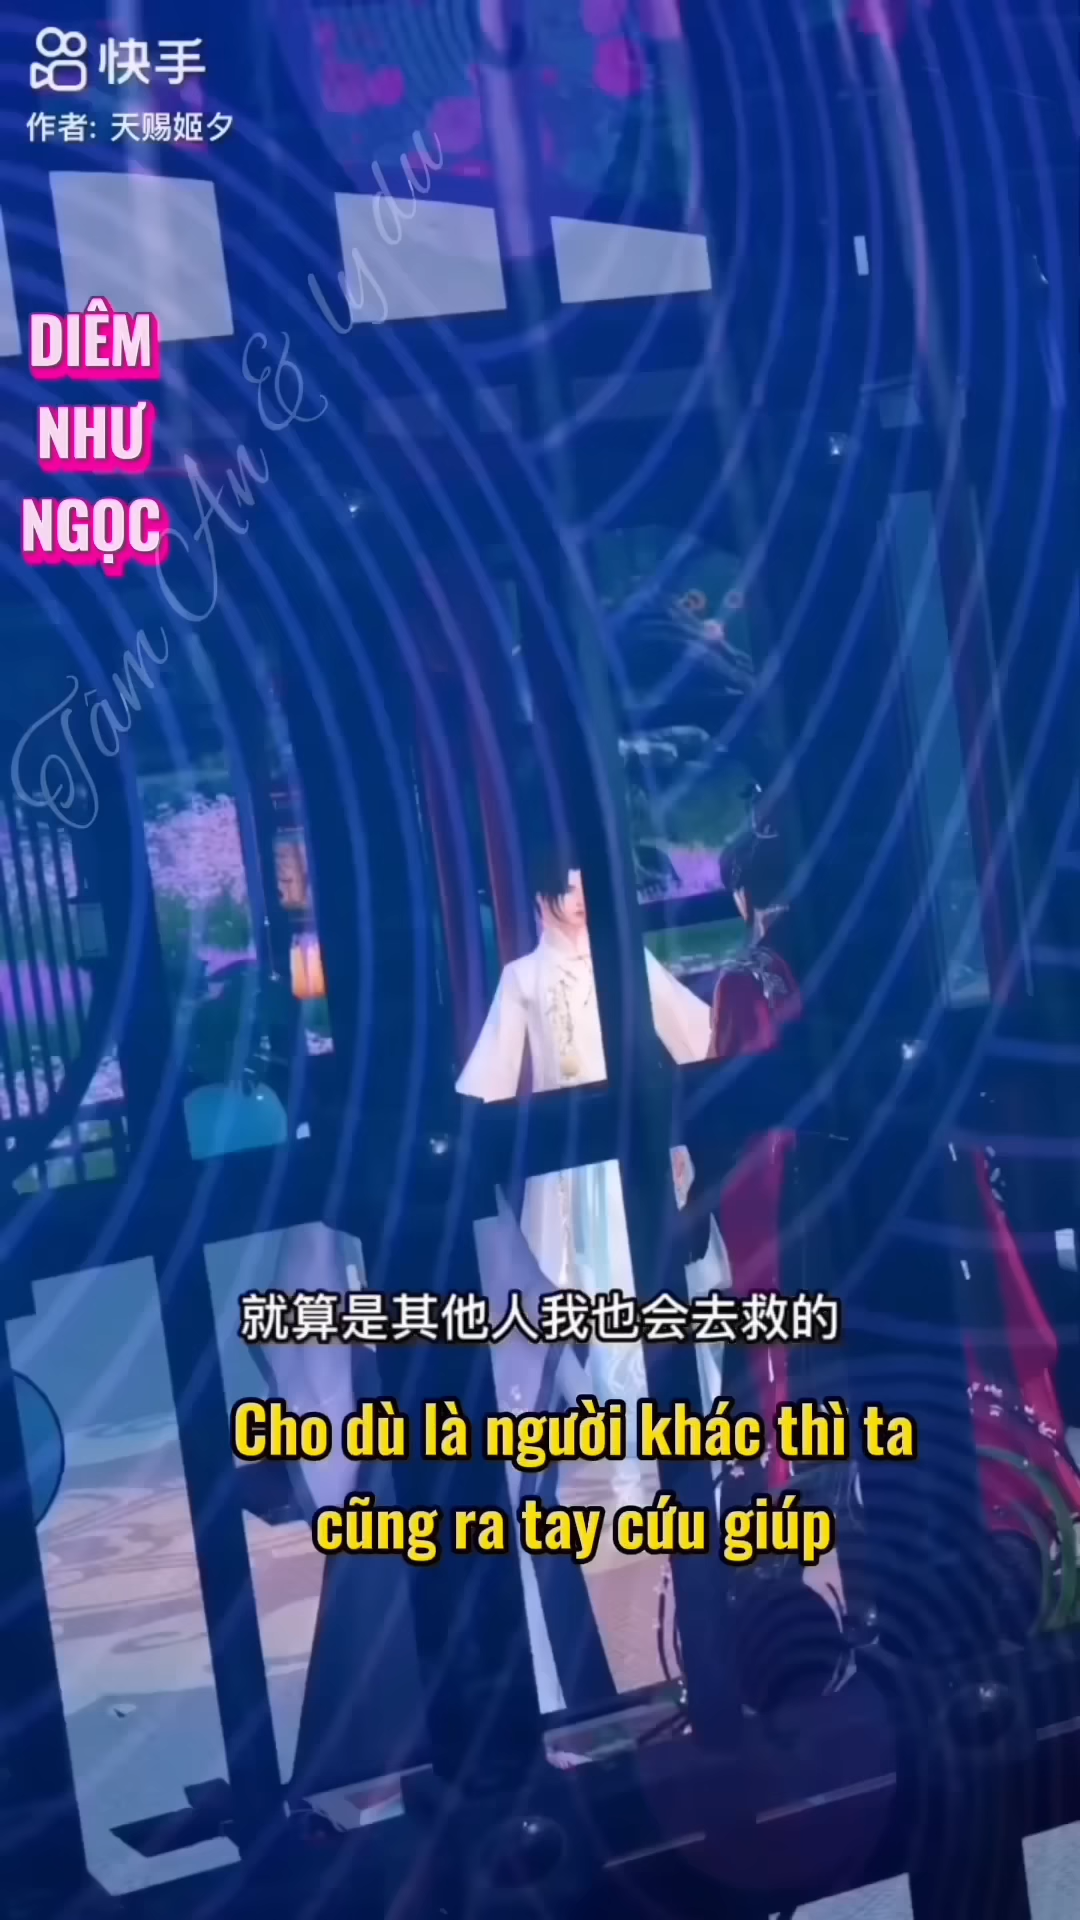 快手
作者: 天赐姬夕
DIÊM
NHƯ
NGỌC
Tâm An & ly du
就算是其他人我也会去救的
Cho dù là người khác thì ta
cũng ra tay cứu giúp